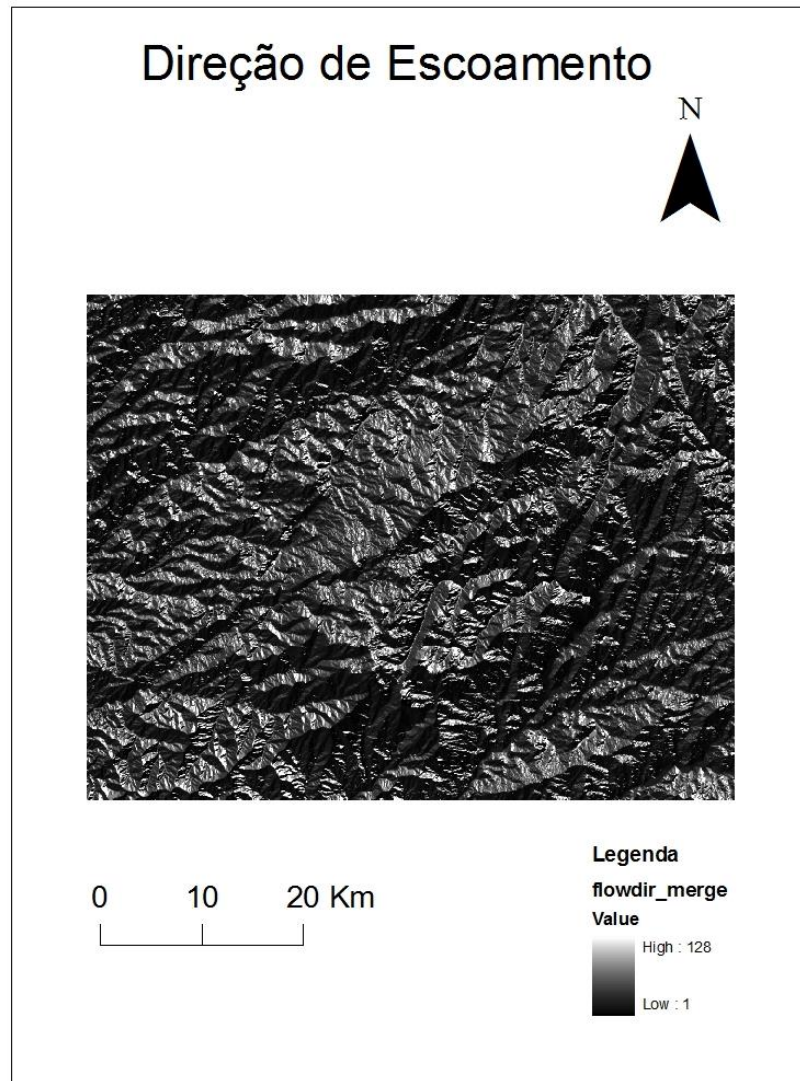 Direção de Escoamento
N
0 10 20 Km
Legenda
flowdir_merge
Value
High : 128
Low : 1